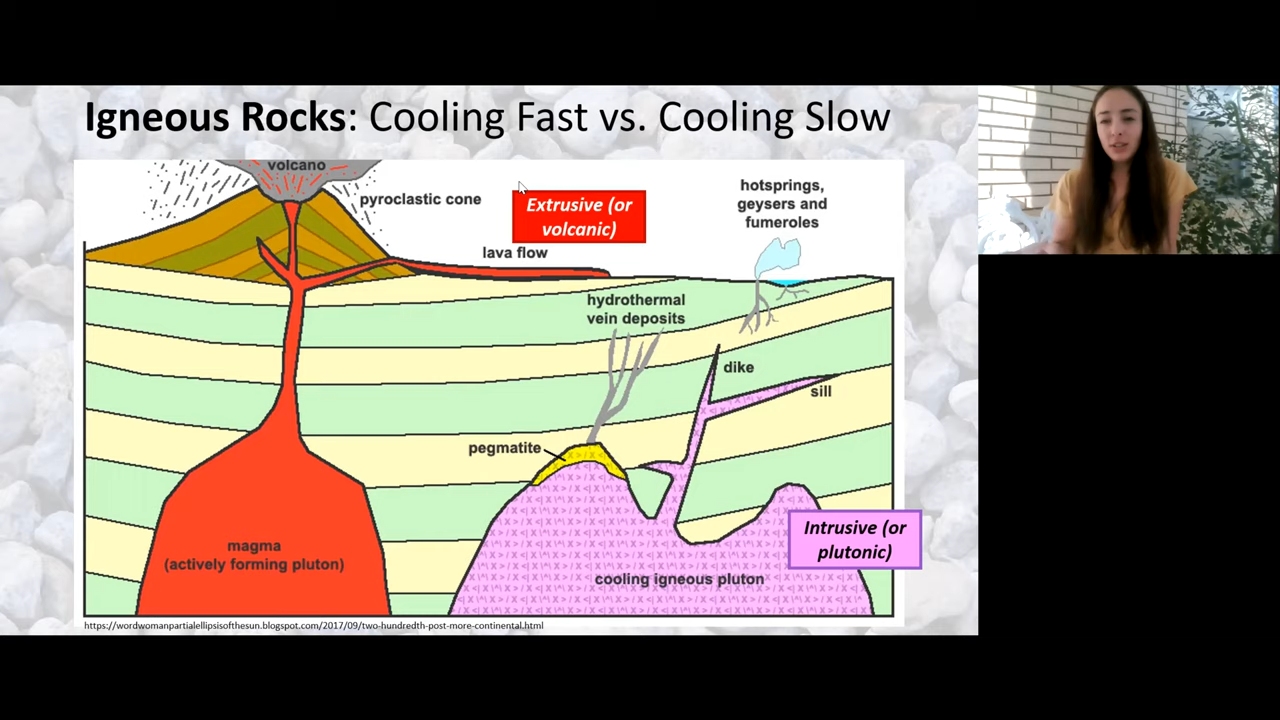 Igneous Rocks: Cooling Fast vs. Cooling Slow
volcano
pyroclastic cone
Extrusive (or
volcanic)
hotsprings,
geysers and
fumeroles
lava flow
hydrothermal
vein deposits
dike
sill
pegmatite
Intrusive (or
plutonic)
magma
(actively forming pluton)
cooling igneous pluton
https://wordwomanpartialellipsisofthesun.blogspot.com/2017/09/two-hundredth-post-more-continental.html